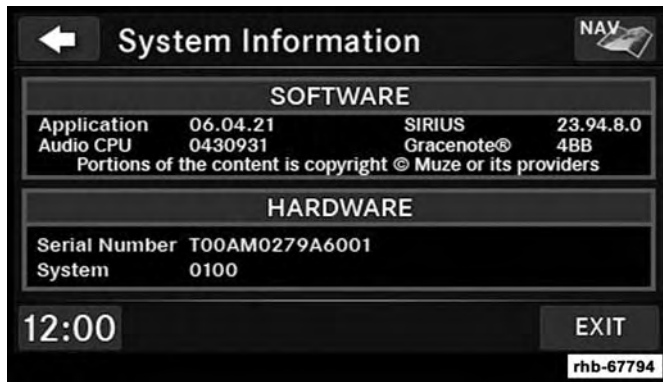 System Information
NAV
SOFTWARE
Application 06.04.21 SIRIUS 23.94.8.0
Audio CPU 0430931 Gracenote® 4BB
Portions of the content is copyright © Muze or its providers
HARDWARE
Serial Number T00AM0279A6001
System 0100
12:00 EXIT
rhb-67794